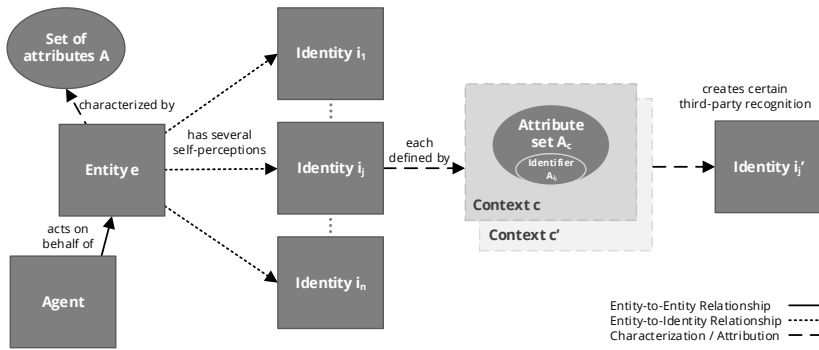 Set of
attributes A
characterized by
Entity e
acts on
behalf of
Agent
has several
self-perceptions
Identity i₁
Identity iⱼ
Identity iₙ
each
defined by
Attribute
set A꜀
Identifier
Context c
Context c’
creates certain
third-party recognition
Identity iⱼ’
Entity-to-Entity Relationship
Entity-to-Identity Relationship
Characterization / Attribution